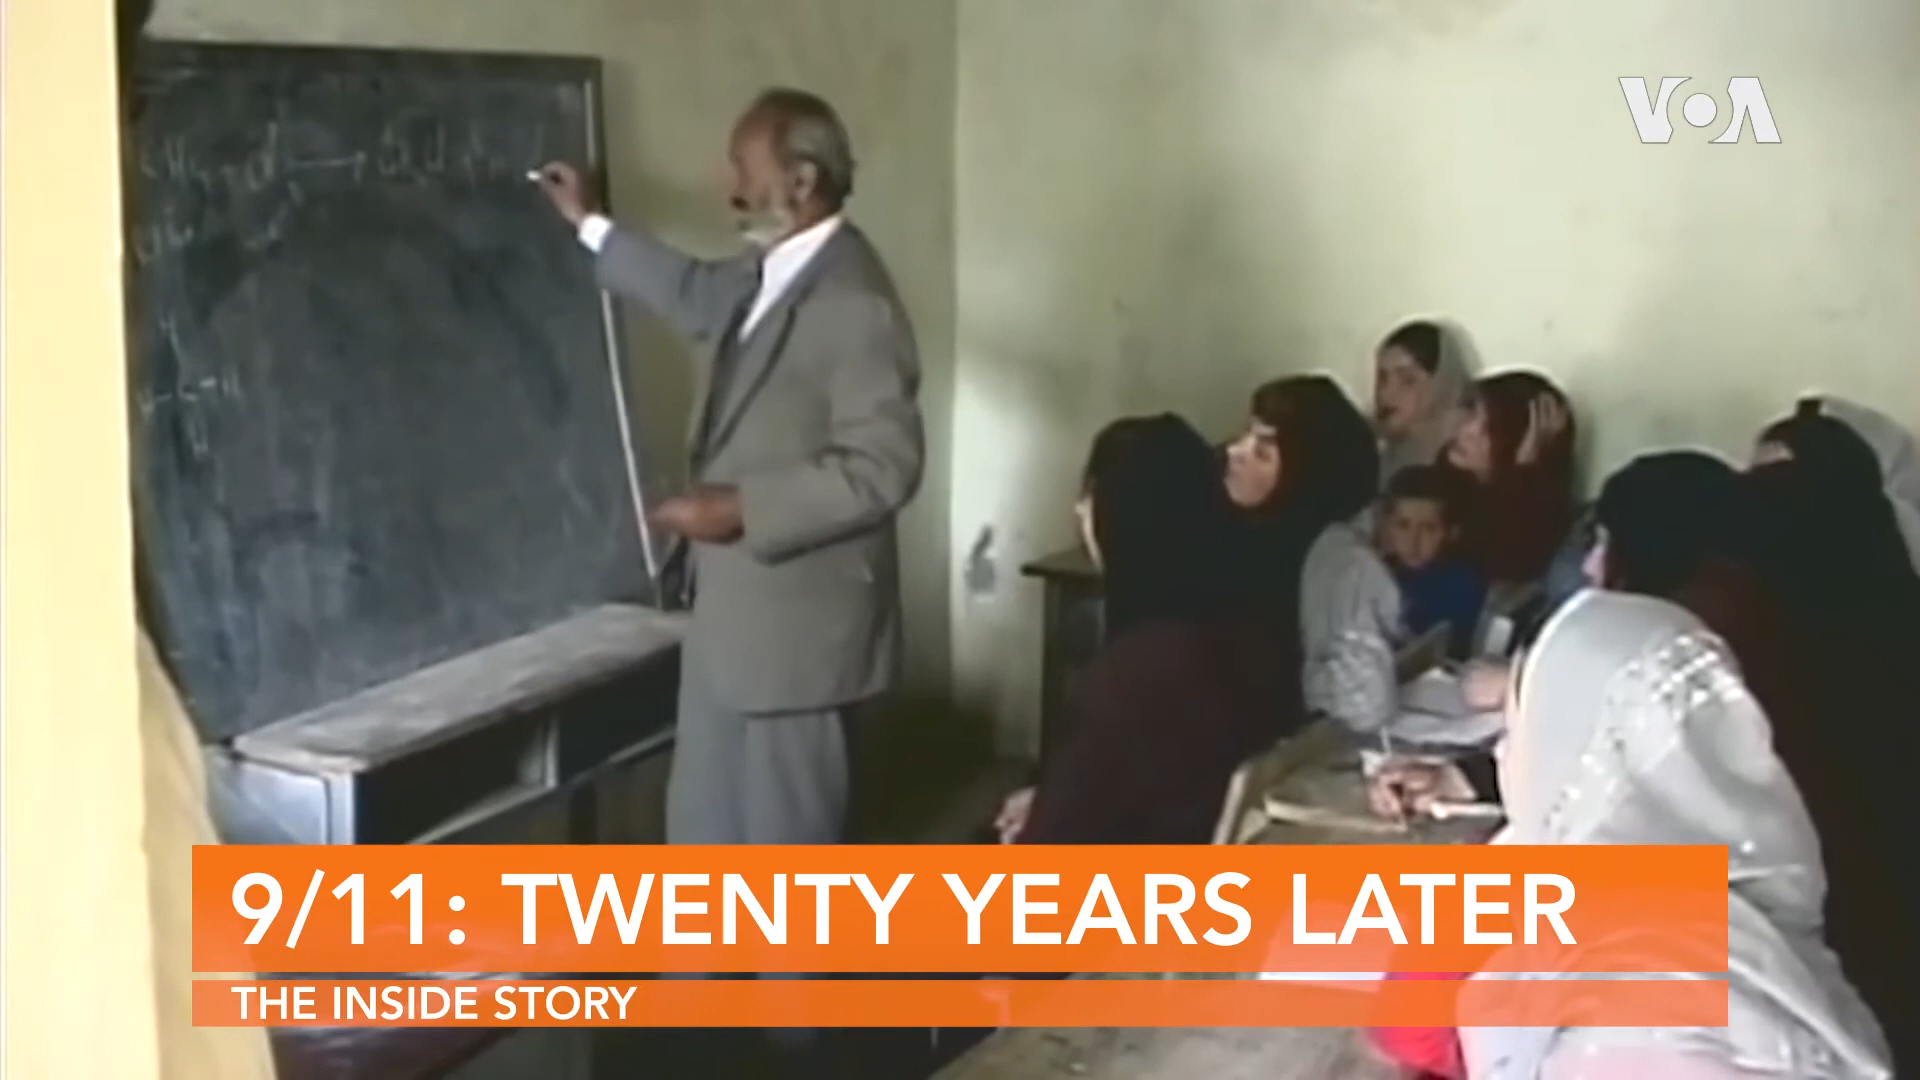 VOA
9/11: TWENTY YEARS LATER
THE INSIDE STORY